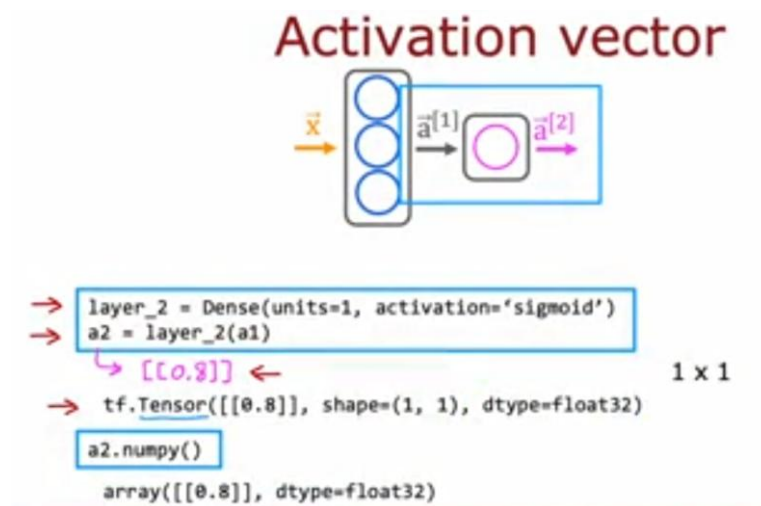 Activation vector
x⃗
a⃗[1]
a⃗[2]
layer_2 = Dense(units=1, activation=‘sigmoid’)
a2 = layer_2(a1)
[[0.8]]
1 x 1
tf.Tensor([[0.8]], shape=(1, 1), dtype=float32)
a2.numpy()
array([[0.8]], dtype=float32)